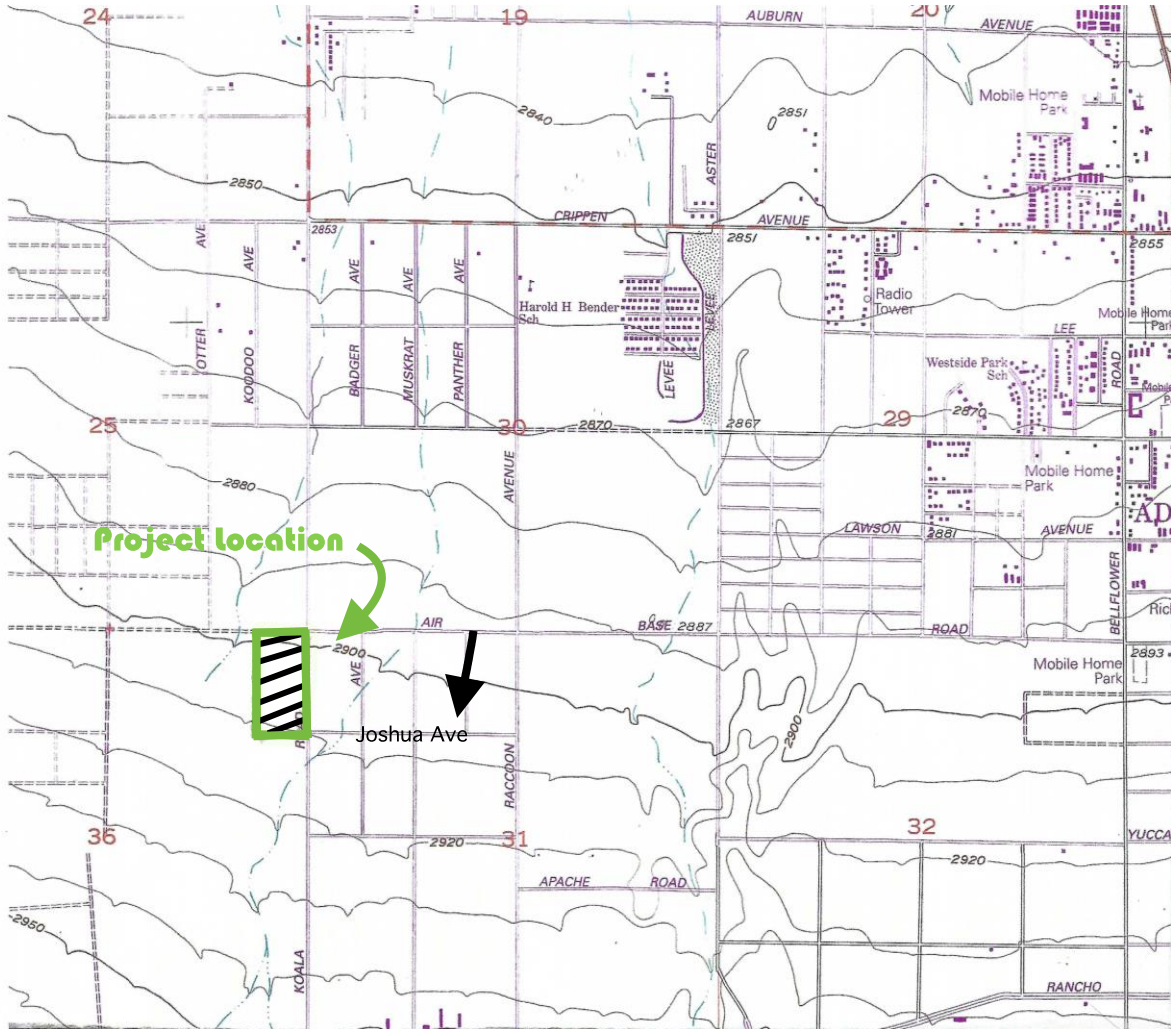 24
19
20
AUBURN
AVENUE
Mobile Home
Park
2840
2851
ASTER
2850
CRIPPEN
AVENUE
2853
2851
2855
AVE
AVE
AVE
AVE
AVE
OTTER
KOODOO
BADGER
MUSKRAT
PANTHER
Harold H Bender
Sch
LEVEE
LEVEE
Radio
Tower
LEE
Mobile Home
Park
Westside Park
Sch
ROAD
25
30
2870
2867
29
2870
Mobile Home
Park
2880
AVENUE
LAWSON
2881
AVENUE
AD
Project Location
AIR
BASE
2887
ROAD
BELLFLOWER
Ric
2900
AVE
Mobile Home
Park
2893
2900
Joshua Ave
RACCOON
36
31
32
2920
2920
YUCCA
APACHE
ROAD
2950
KOALA
RANCHO